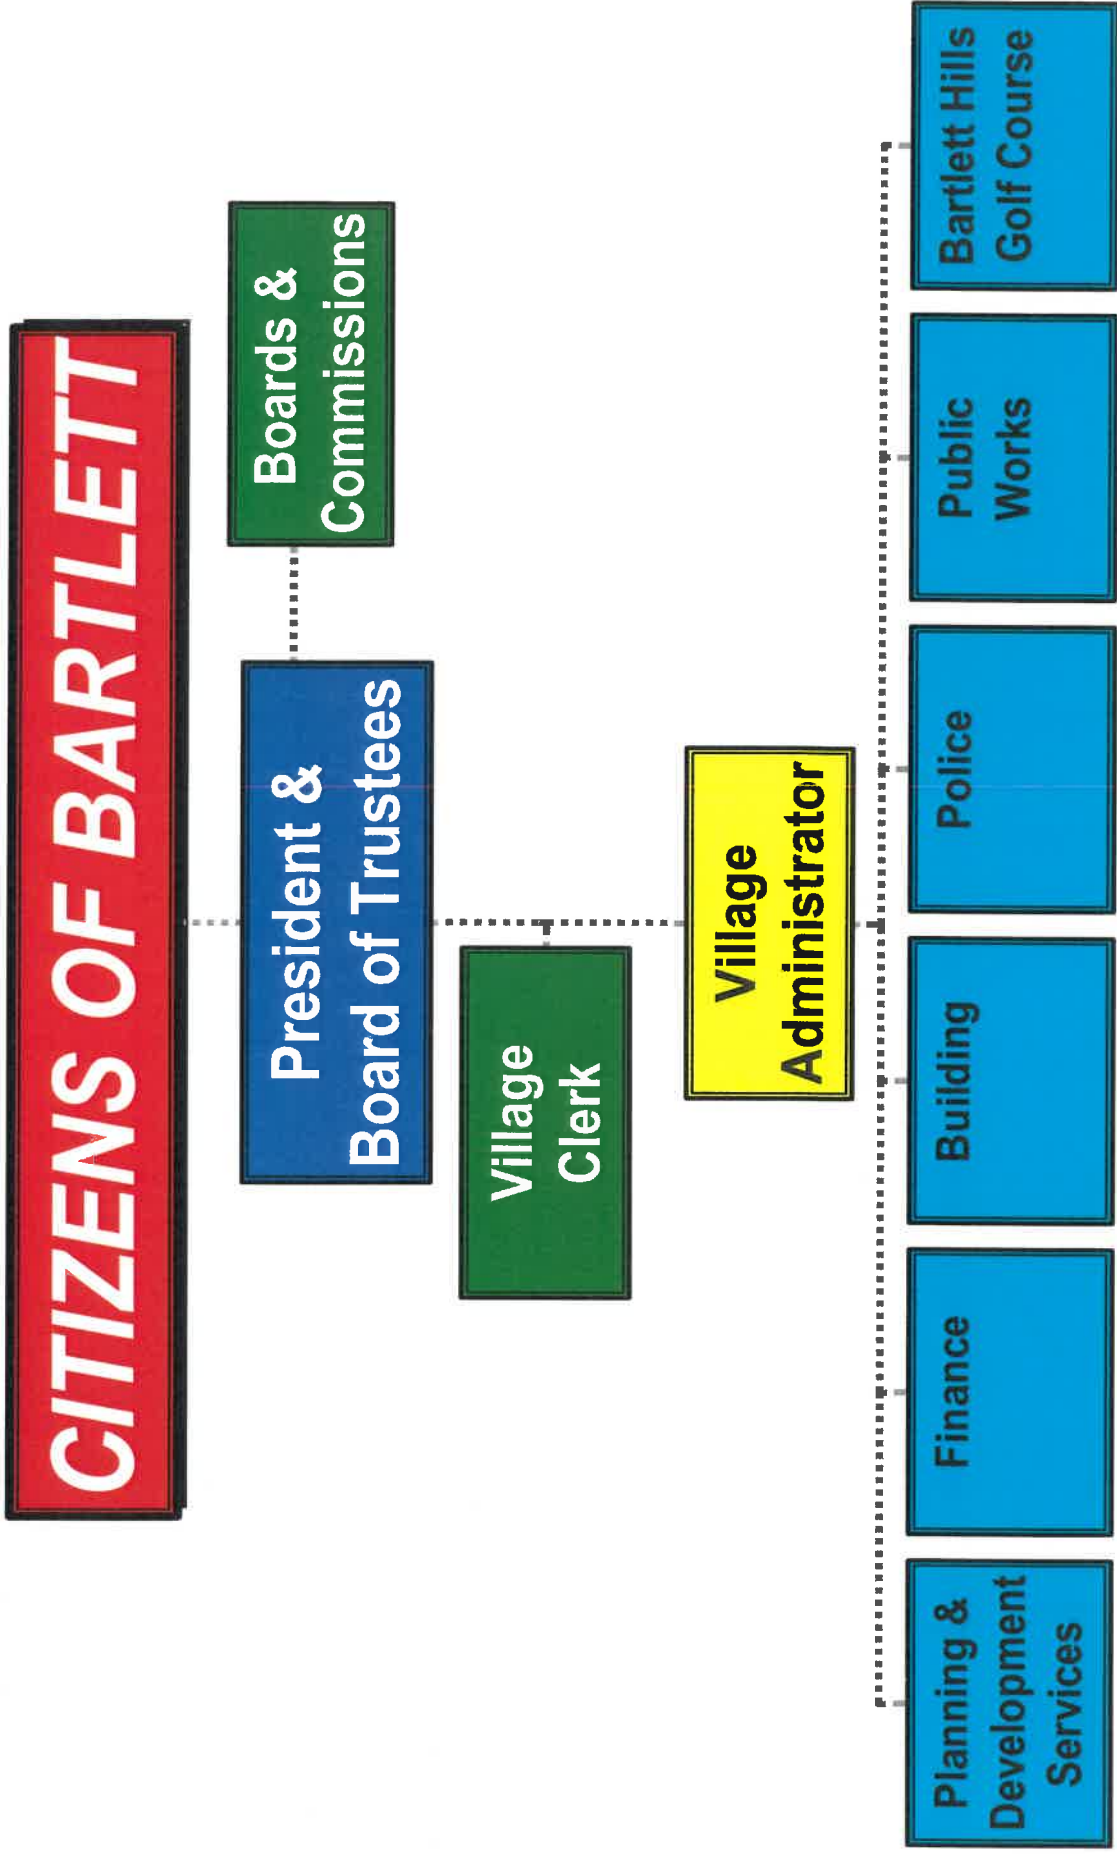 CITIZENS OF BARTLETT
President &
Board of Trustees
Boards &
Commissions
Village
Clerk
Village
Administrator
Planning &
Development
Services
Finance
Building
Police
Public
Works
Bartlett Hills
Golf Course